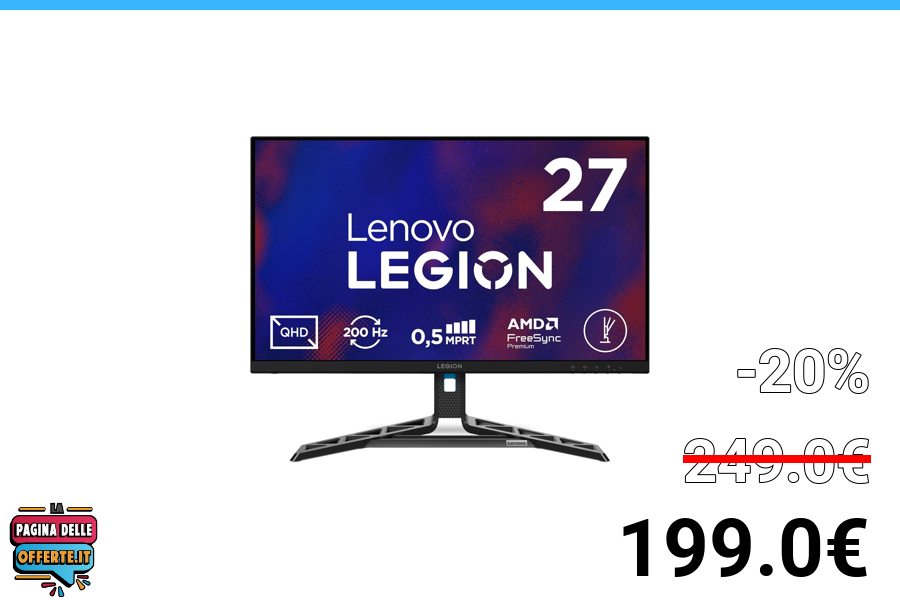 27
Lenovo
LEGION
QHD
200 Hz
0,5 MPRT
AMD
FreeSync
Premium
LEGION
Lenovo
-20%
249.0€
199.0€
LA
PAGINA DELLE
OFFERTE.IT